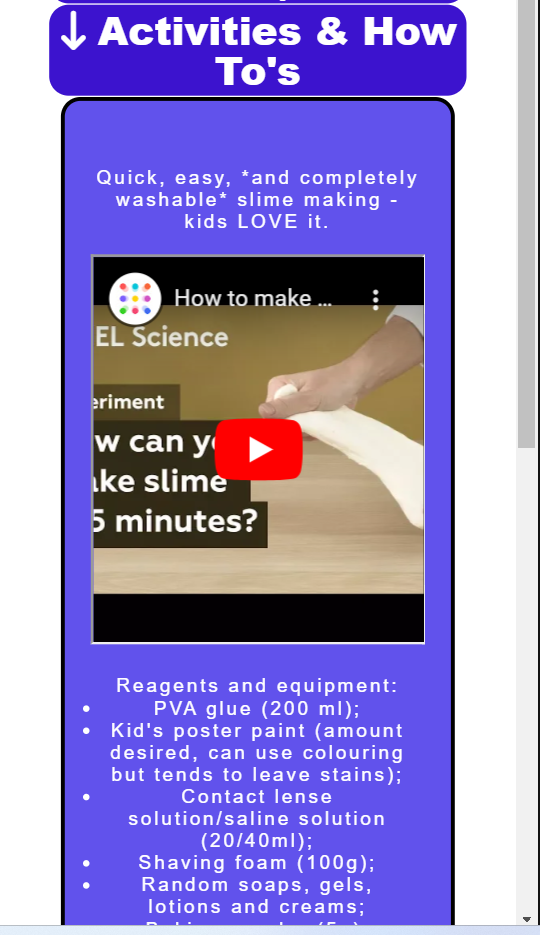 ↓ Activities & How
To's
Quick, easy, *and completely
washable* slime making -
kids LOVE it.
How to make ...
EL Science
eriment
w can y
ke slime
5 minutes?
Reagents and equipment:
• PVA glue (200 ml);
• Kid's poster paint (amount
desired, can use colouring
but tends to leave stains);
• Contact lense
solution/saline solution
(20/40ml);
• Shaving foam (100g);
• Random soaps, gels,
lotions and creams;